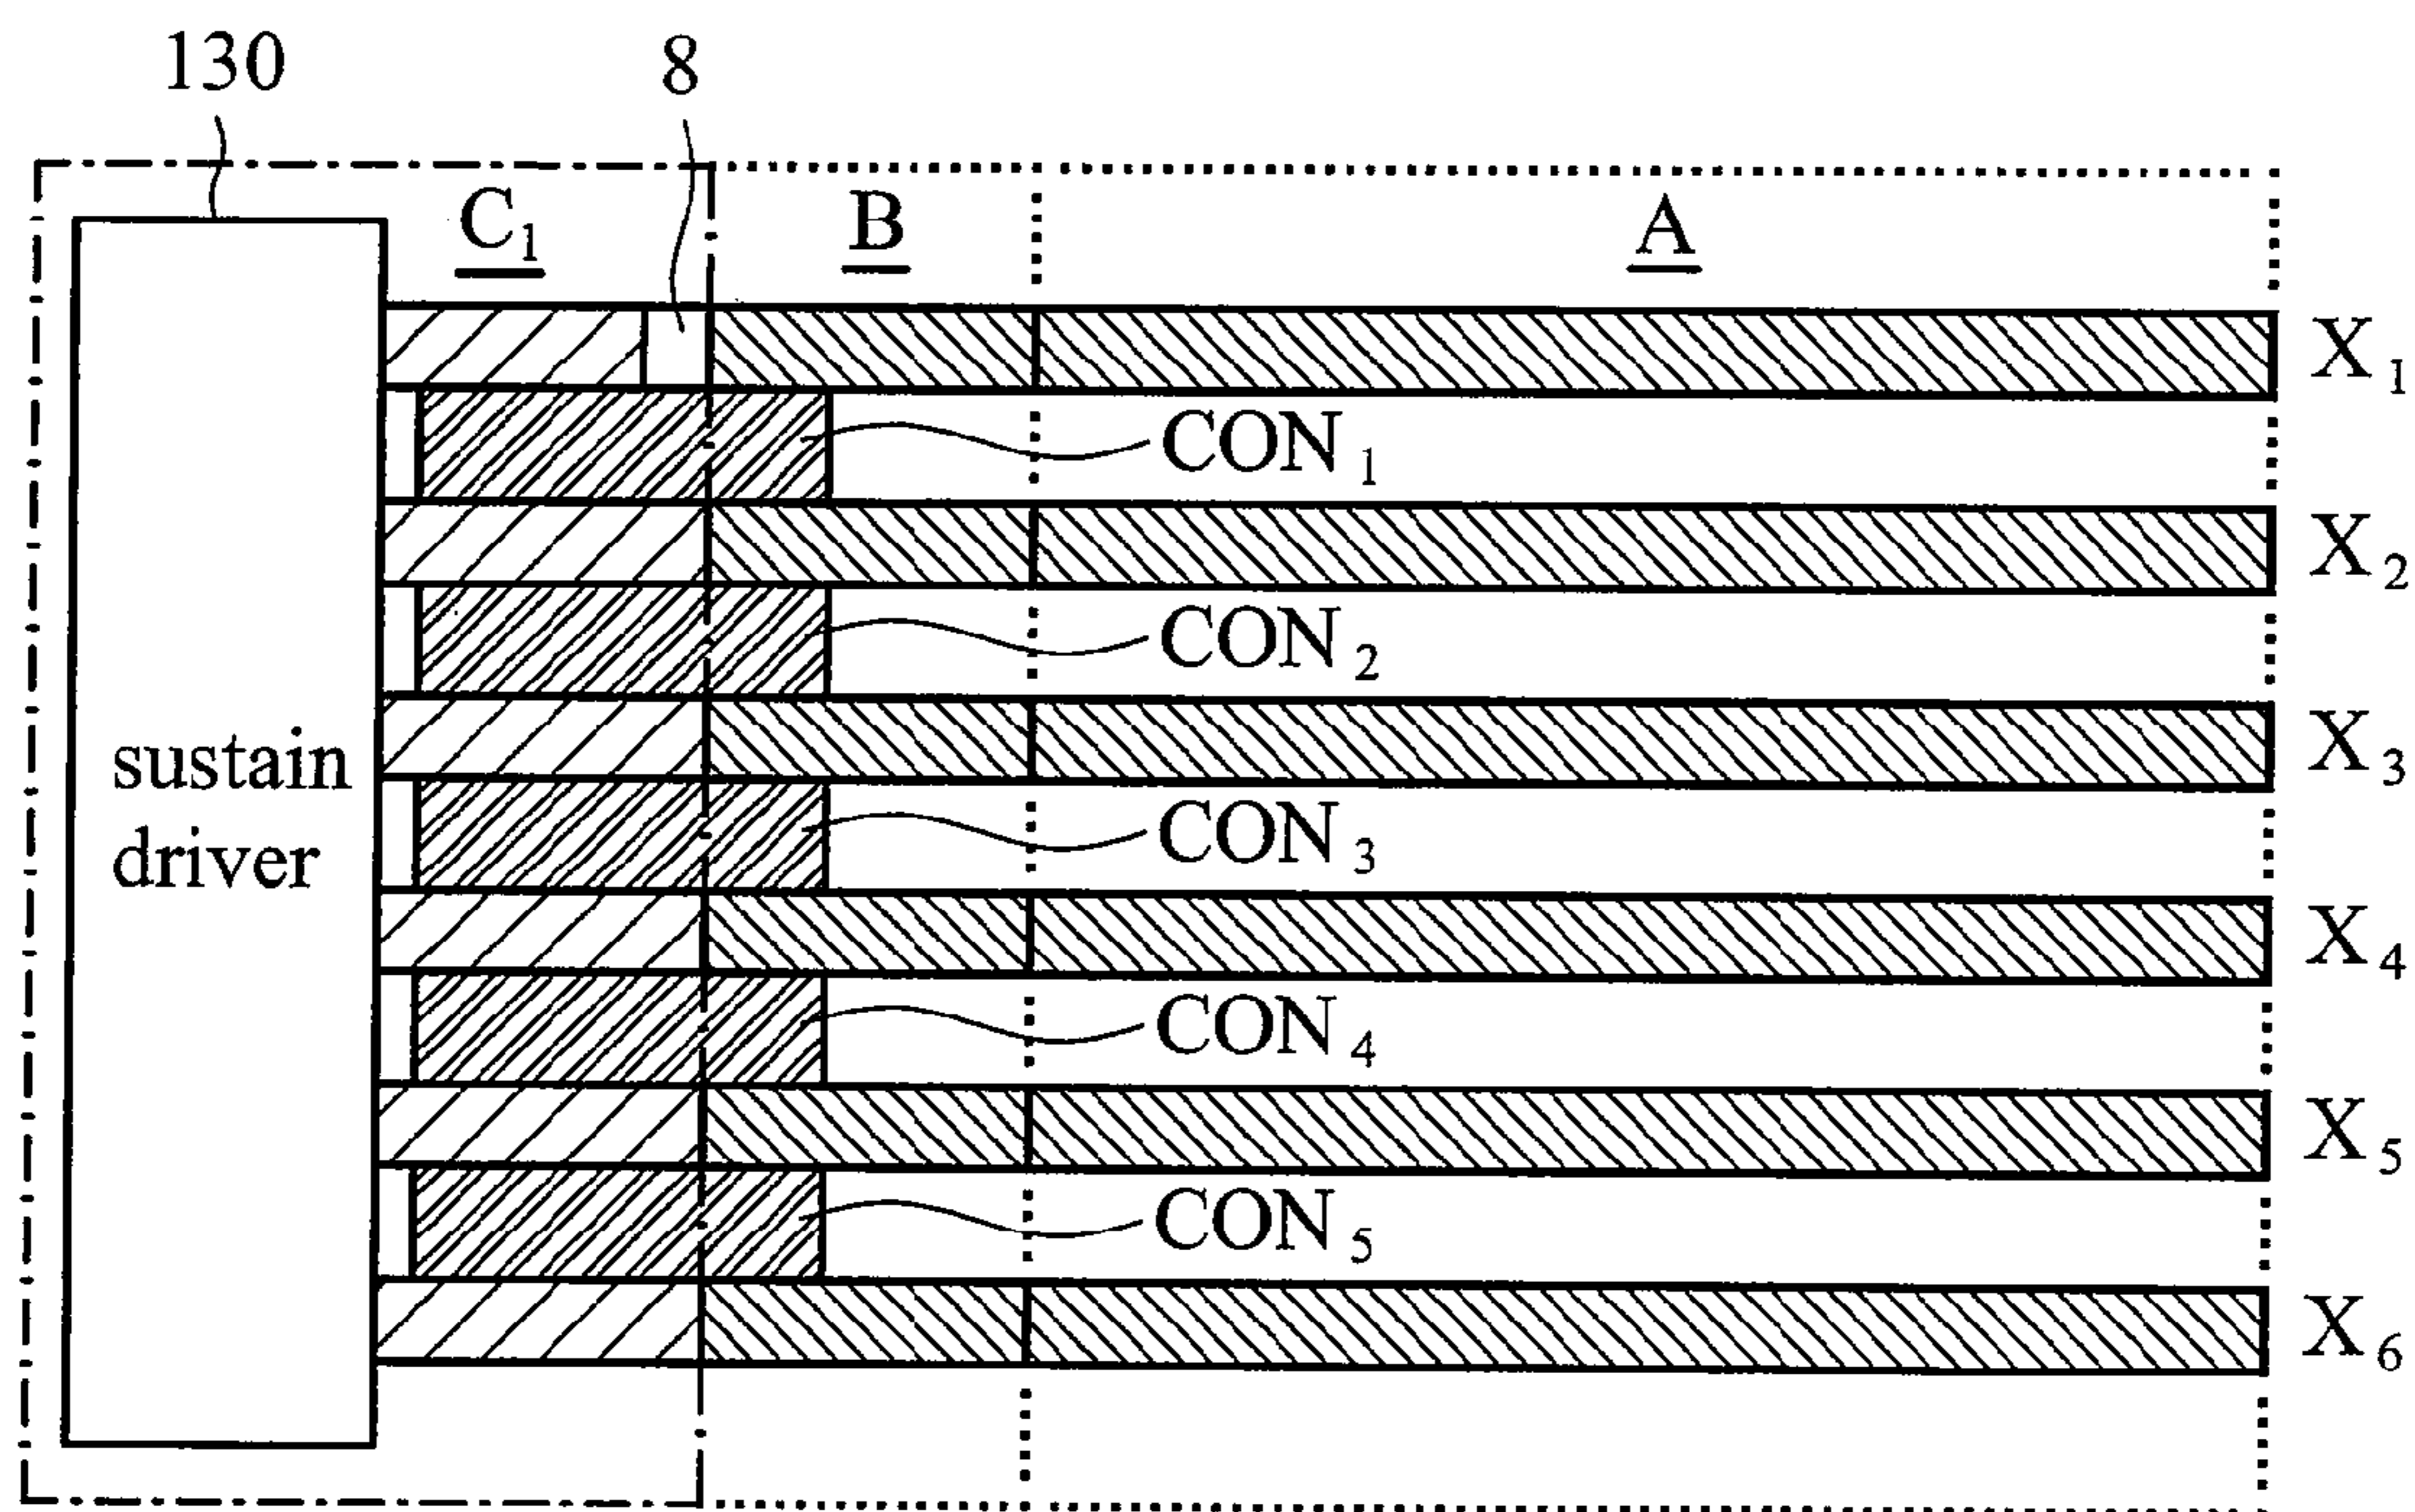 130 8
C1 B A
X1
CON1
X2
CON2
X3
sustain
CON3
driver
X4
CON4
X5
CON5
X6